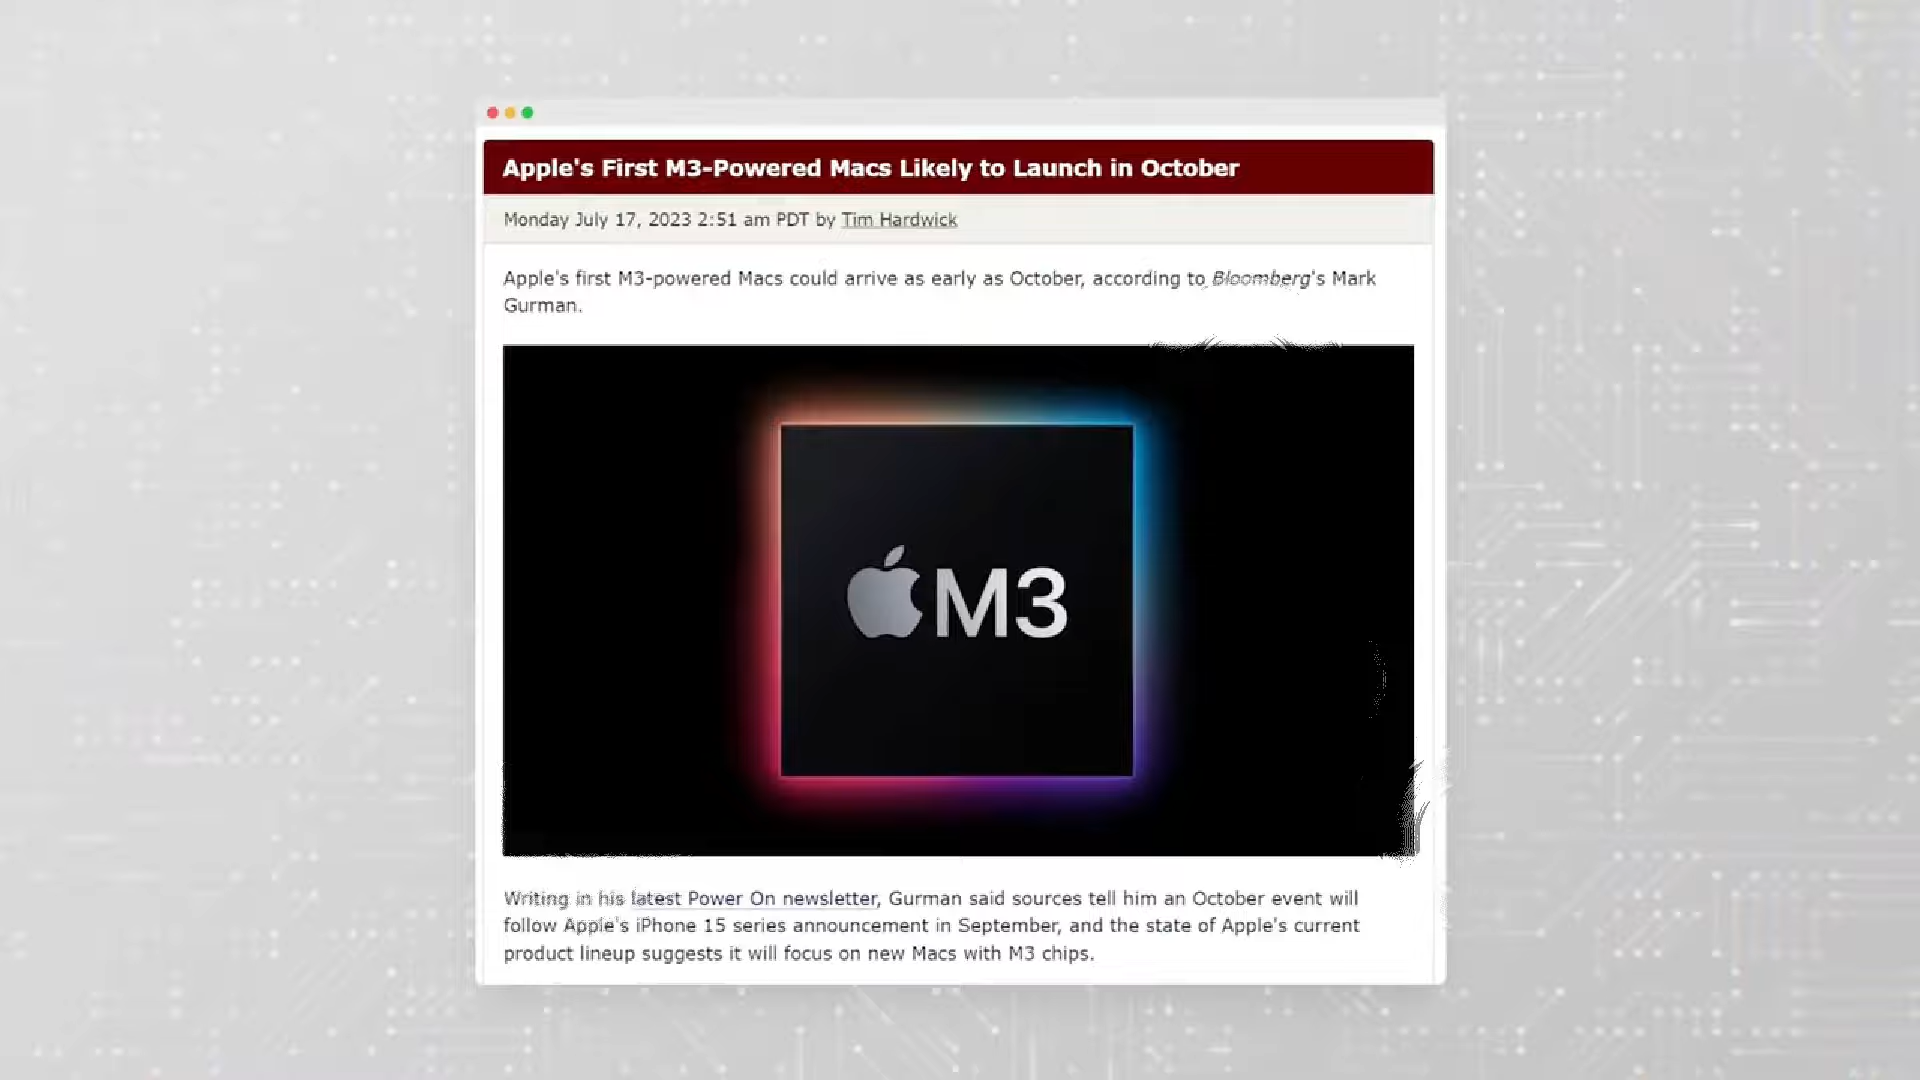 Apple's First M3-Powered Macs Likely to Launch in October
Monday July 17, 2023 2:51 am PDT by Tim Hardwick
Apple's first M3-powered Macs could arrive as early as October, according to Bloomberg's Mark
Gurman.
M3
Writing in his latest Power On newsletter, Gurman said sources tell him an October event will
follow Apple's iPhone 15 series announcement in September, and the state of Apple's current
product lineup suggests it will focus on new Macs with M3 chips.